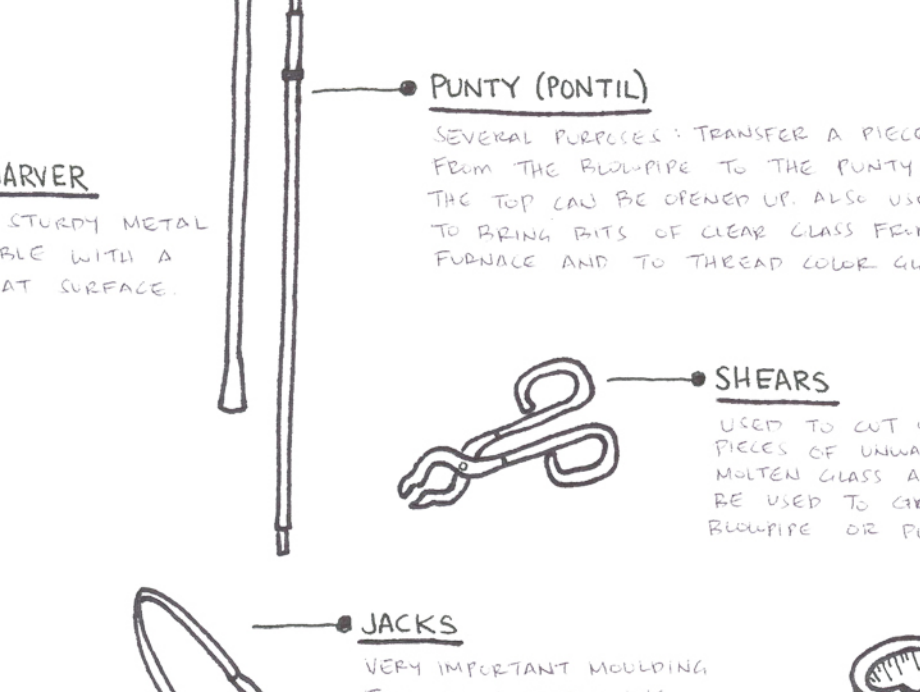 PUNTY (PONTIL)
SEVERAL PURPOSES: TRANSFER A PIECE
FROM THE BLOWPIPE TO THE PUNTY
THE TOP CAN BE OPENED UP. ALSO
TO BRING BITS OF CLEAR GLASS
FURNACE AND TO THREAD COLOR
ARVER
STURDY METAL
BLE WITH A
AT SURFACE.
SHEARS
USED TO CUT
PIECES OF
MOLTEN GLASS
BE USED TO
BLOWPIPE OR
JACKS
VERY IMPORTANT MOULDING